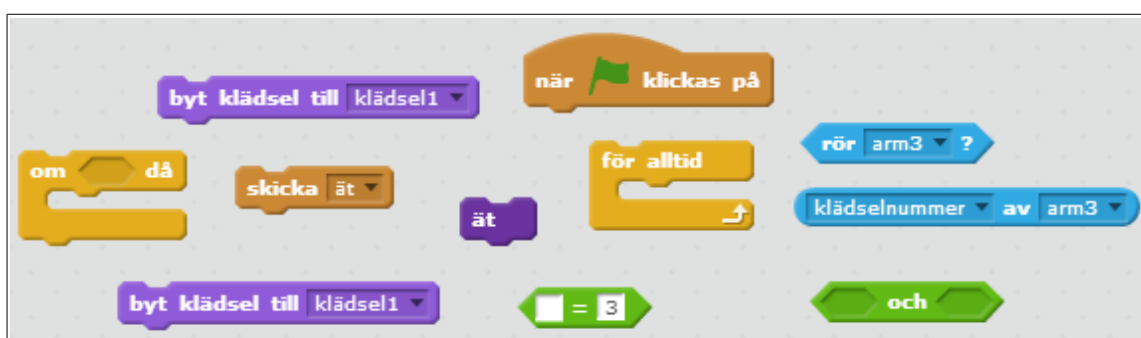 byt klädsel till klädsel1
när klickas på
om då
skicka ät
för alltid
rör arm3 ?
ät
klädselnummer av arm3
byt klädsel till klädsel1
= 3
och